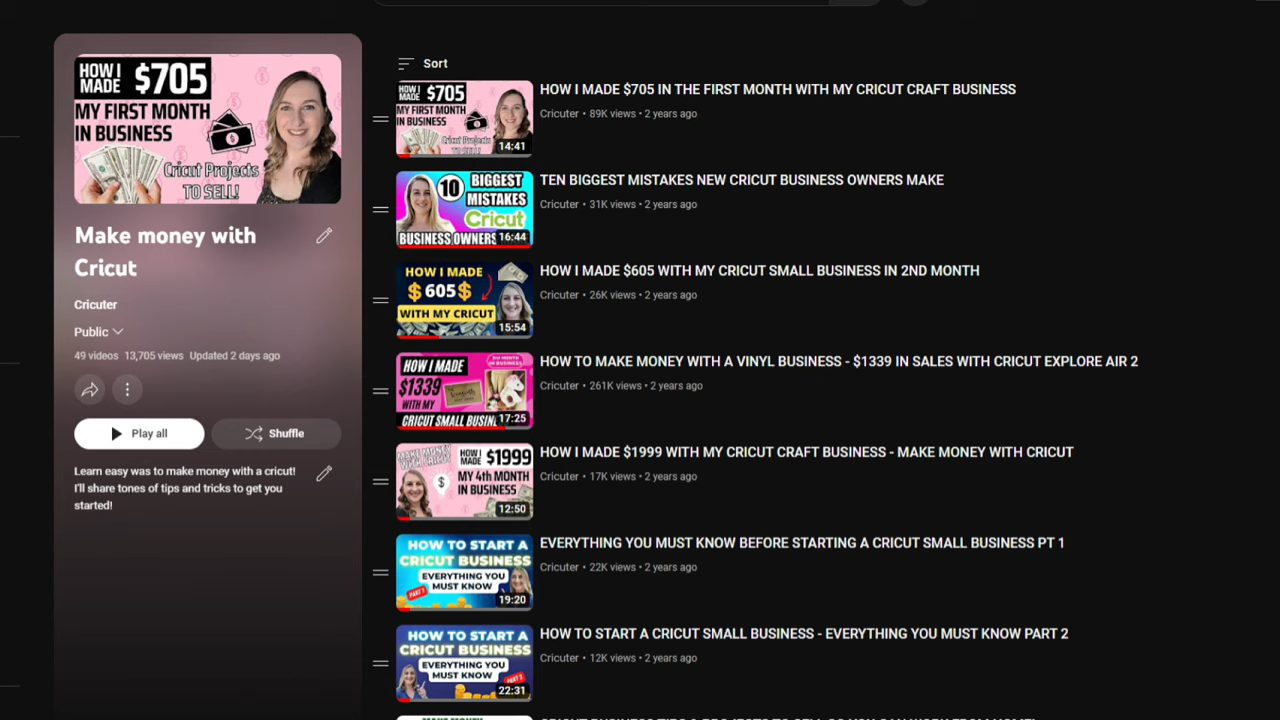 HOW I
MADE $705
MY FIRST MONTH
IN BUSINESS
Cricut Projects
TO SELL!
Make money with
Cricut
Cricuter
Public
49 videos 13,705 views Updated 2 days ago
Play all
Shuffle
Learn easy was to make money with a cricut!
I'll share tones of tips and tricks to get you
started!
Sort
HOW I
MADE $705
MY FIRST MONTH
IN BUSINESS
Cricut Projects
TO SELL!
14:41
HOW I MADE $705 IN THE FIRST MONTH WITH MY CRICUT CRAFT BUSINESS
Cricuter • 89K views • 2 years ago
10 BIGGEST
MISTAKES
Cricut
BUSINESS OWNERS
16:44
TEN BIGGEST MISTAKES NEW CRICUT BUSINESS OWNERS MAKE
Cricuter • 31K views • 2 years ago
HOW I MADE
$605$
WITH MY CRICUT
15:54
HOW I MADE $605 WITH MY CRICUT SMALL BUSINESS IN 2ND MONTH
Cricuter • 26K views • 2 years ago
HOW I MADE
$1339
WITH MY
CRICUT SMALL BUSIN
17:25
HOW TO MAKE MONEY WITH A VINYL BUSINESS - $1339 IN SALES WITH CRICUT EXPLORE AIR 2
Cricuter • 261K views • 2 years ago
MAKE MONEY
WITH CRICUT
HOW I
MADE $1999
MY 4th MONTH
IN BUSINESS
12:50
HOW I MADE $1999 WITH MY CRICUT CRAFT BUSINESS - MAKE MONEY WITH CRICUT
Cricuter • 17K views • 2 years ago
HOW TO START A
CRICUT BUSINESS
EVERYTHING YOU
MUST KNOW
PART 1
19:20
EVERYTHING YOU MUST KNOW BEFORE STARTING A CRICUT SMALL BUSINESS PT 1
Cricuter • 22K views • 2 years ago
HOW TO START A
CRICUT BUSINESS
EVERYTHING YOU
MUST KNOW
PART 2
22:31
HOW TO START A CRICUT SMALL BUSINESS - EVERYTHING YOU MUST KNOW PART 2
Cricuter • 12K views • 2 years ago